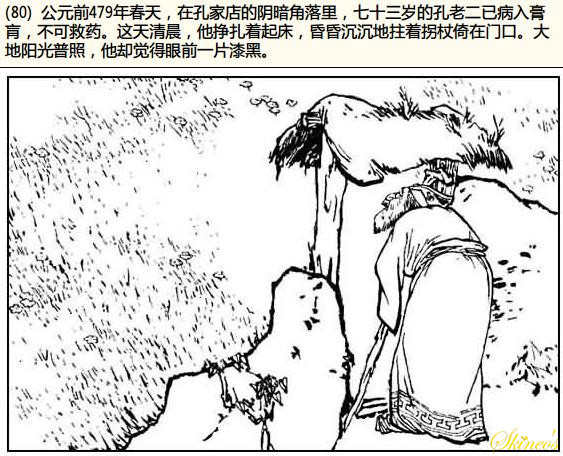 (80) 公元前479年春天，在孔家店的阴暗角落里，七十三岁的孔老二已病入膏
肓，不可救药。这天清晨，他挣扎着起床，昏昏沉沉地拄着拐杖倚在门口。大
地阳光普照，他却觉得眼前一片漆黑。
Skineo's